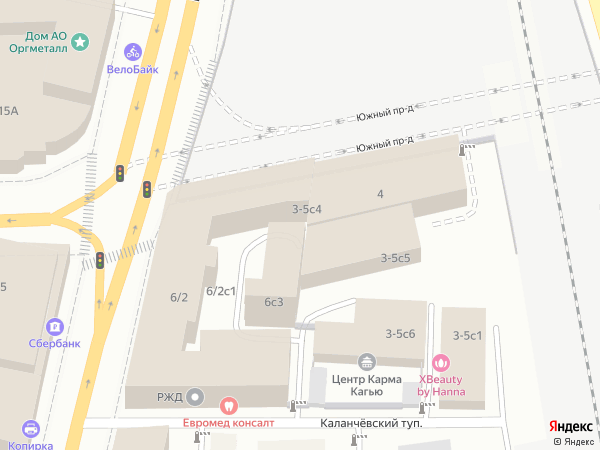 Дом АО
Оргметалл
ВелоБайк
15А
Южный пр-д
Южный пр-д
4
3-5с4
3-5с5
6/2
6/2с1
6с3
5
Сбербанк
3-5с6
3-5с1
Центр Карма
Кагью
XBeauty
by Hanna
РЖД
Евромед консалт
Каланчёвский туп.
Копирка
Яндекс
© Яндекс